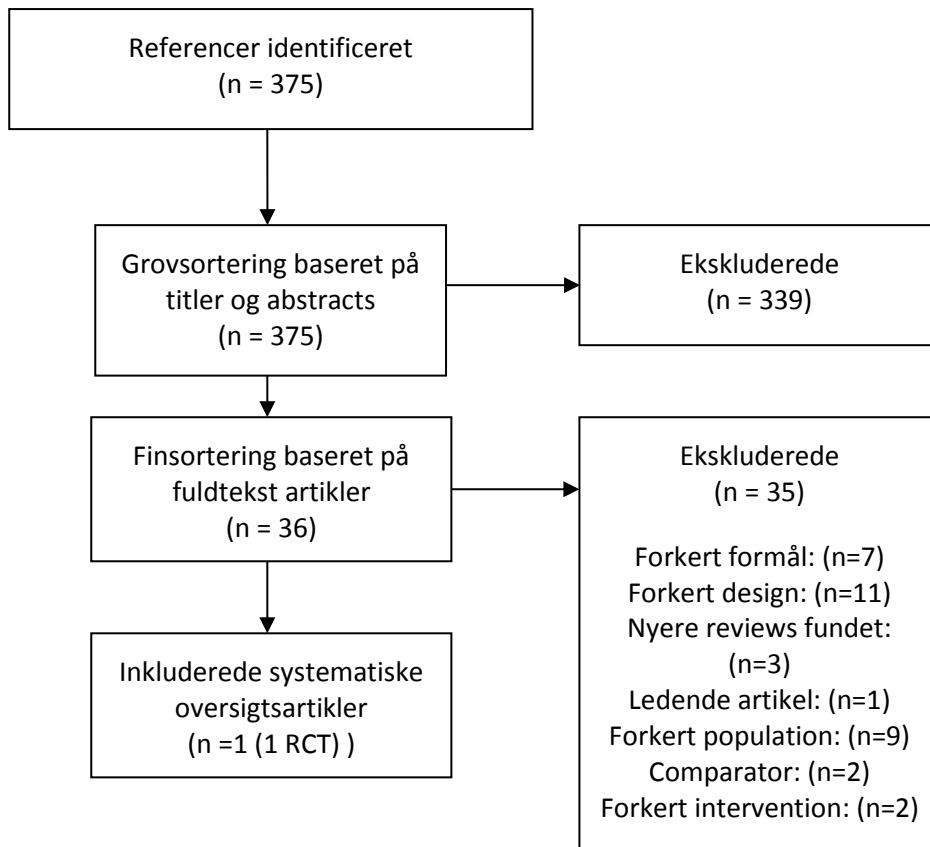 Referencer identificeret
(n = 375)
Grovsortering baseret på
titler og abstracts
(n = 375)
Ekskluderede
(n = 339)
Finsortering baseret på
fuldtekst artikler
(n = 36)
Ekskluderede
(n = 35)
Forkert formål: (n=7)
Forkert design: (n=11)
Nyere reviews fundet:
(n=3)
Ledende artikel: (n=1)
Forkert population: (n=9)
Comparator: (n=2)
Forkert intervention: (n=2)
Inkluderede systematiske
oversigtsartikler
(n =1 (1 RCT) )